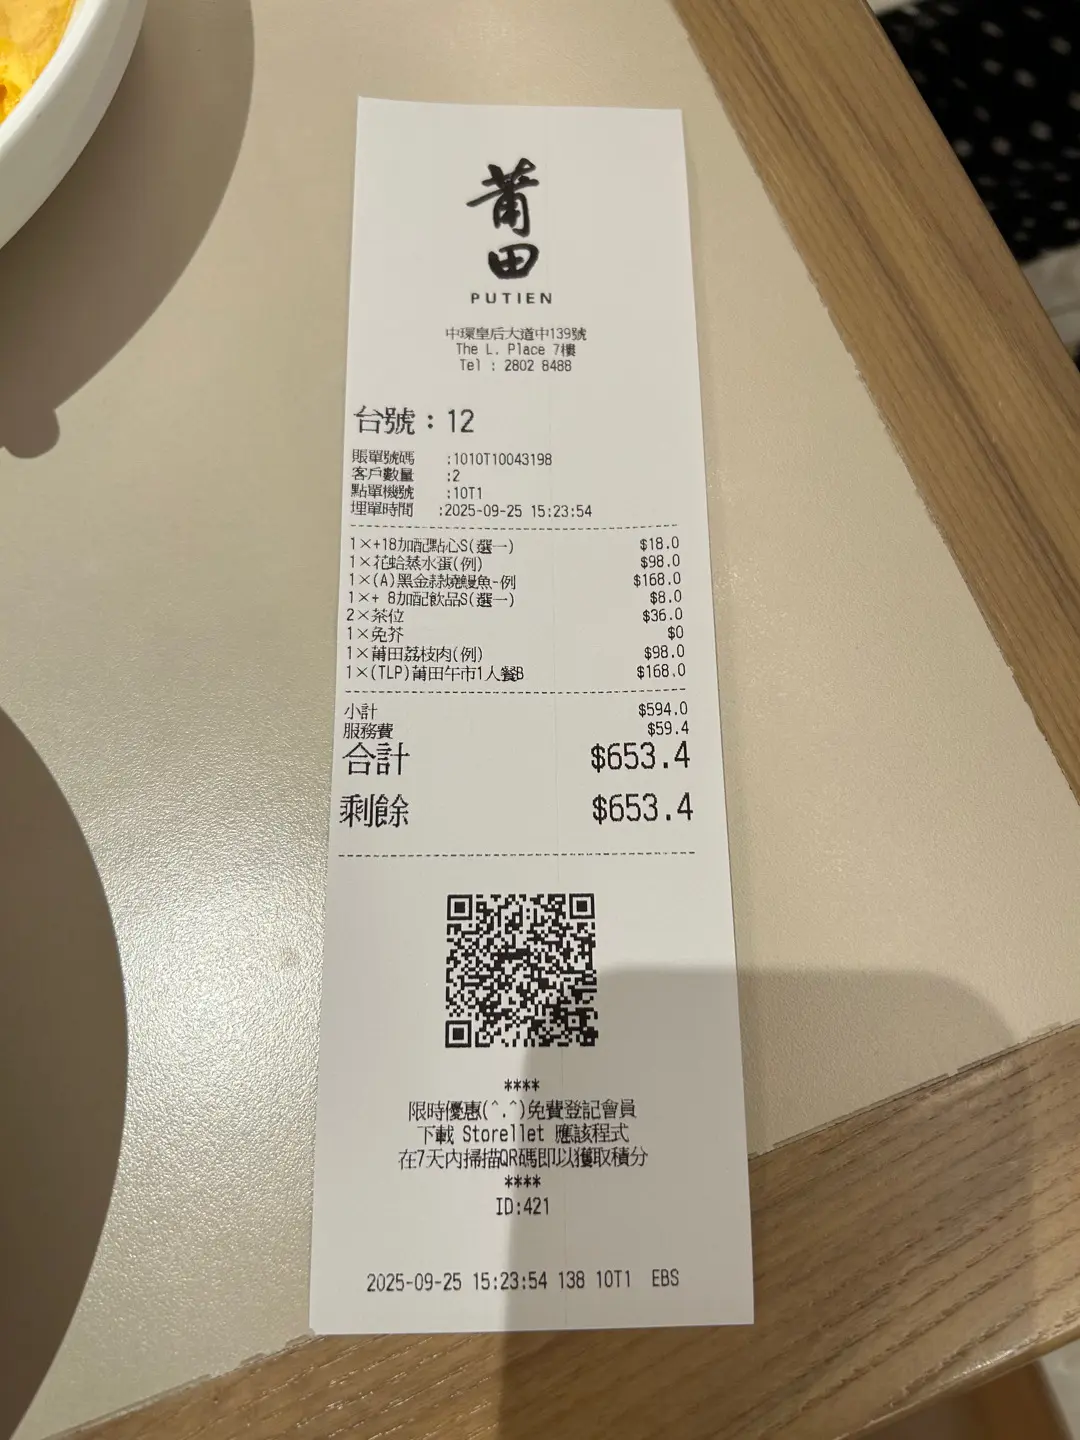 莆田
PUTIEN
中環皇后大道中139號
The L. Place 7樓
Tel : 2802 8488
台號：12
賬單號碼 :1010T10043198
客戶數量 :2
點單機號 :10T1
埋單時間 :2025-09-25 15:23:54
1×+18加配點心S(選一) $18.0
1×花蛤蒸水蛋(例) $98.0
1×(A)黑金蒜燒鰻魚-例 $168.0
1×+ 8加配飲品S(選一) $8.0
2×茶位 $36.0
1×免芥 $0
1×莆田荔枝肉(例) $98.0
1×(TLP)莆田午市1人餐B $168.0
小計 $594.0
服務費 $59.4
合計 $653.4
剩餘 $653.4
****
限時優惠(^.^)免費登記會員
下載 Storellet 應該程式
在7天內掃描QR碼即以獲取積分
****
ID:421
2025-09-25 15:23:54 138 10T1 EBS